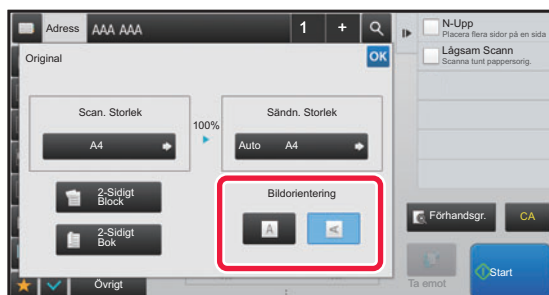 Adress AAA AAA 1 +
N-Upp
Placera flera sidor på en sida
Original OK
Lågsam Scann
Scanna tunt pappersorig.
Scan. Storlek
100%
Sändn. Storlek
A4
Auto A4
2-Sidigt
Block
Bildorientering
A A
2-Sidigt
Bok
Förhandsgr. CA
Övrigt
Ta emot
Start